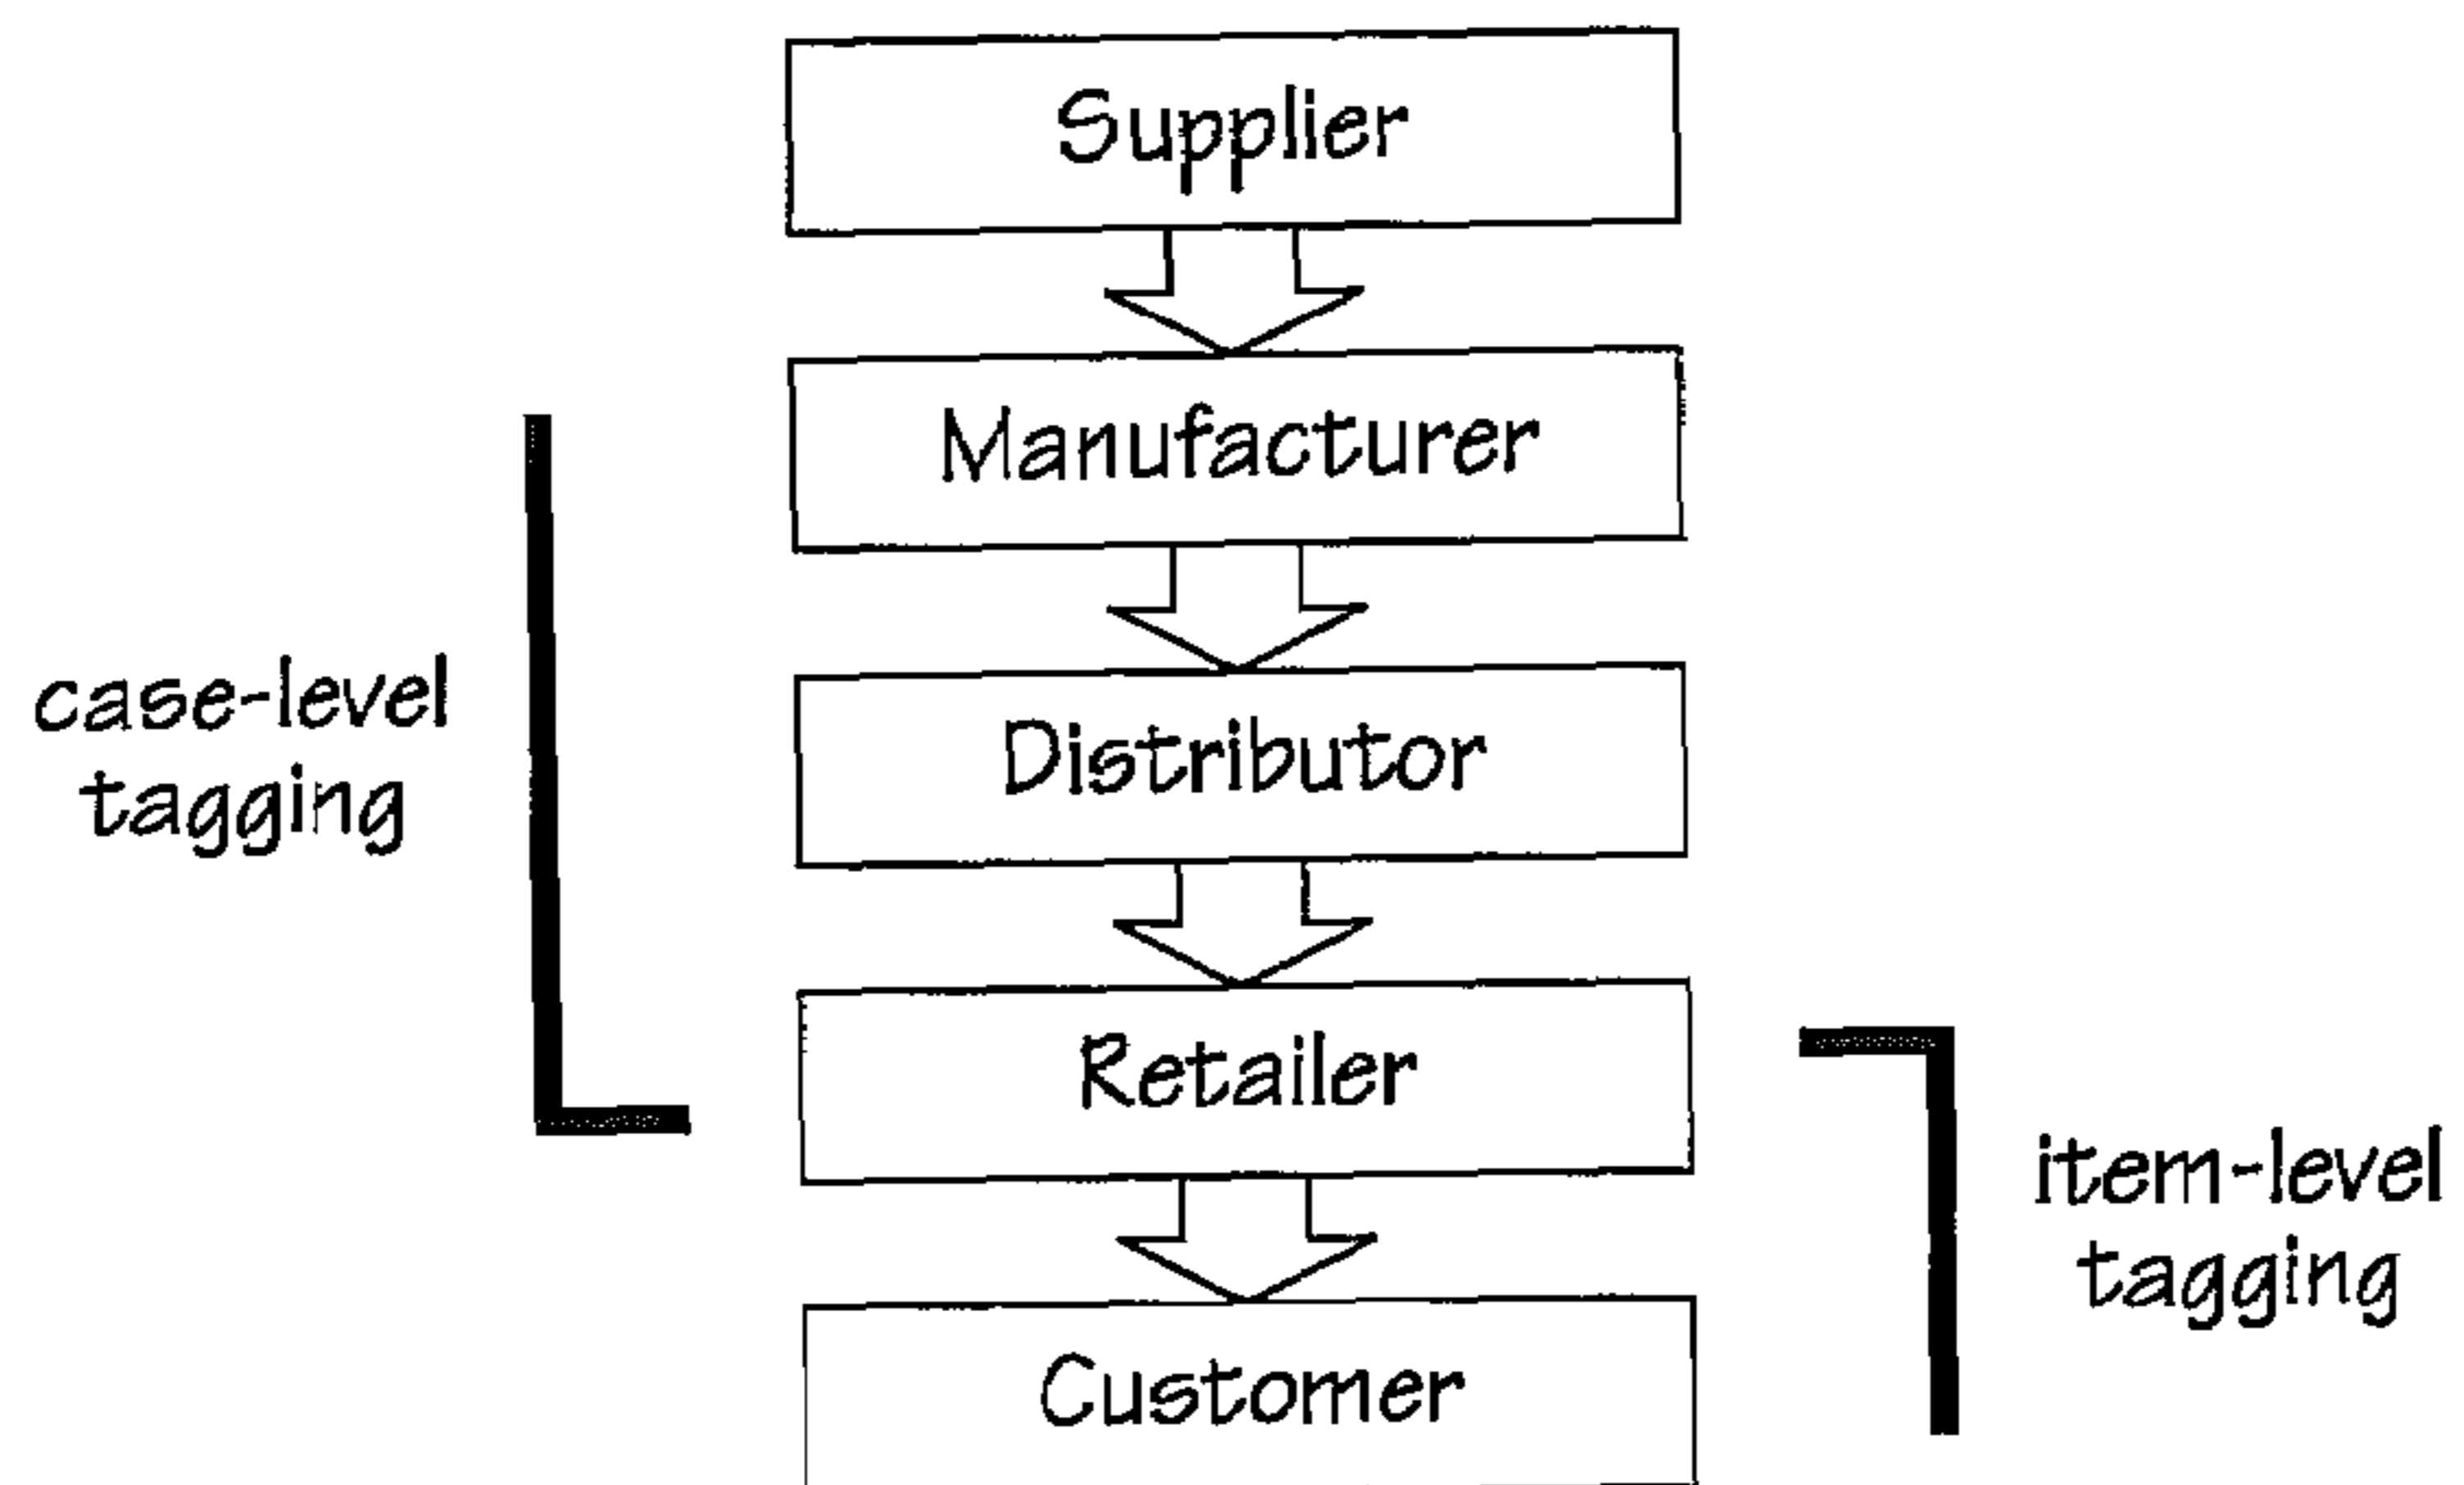 Supplier
Manufacturer
case-level
tagging
Distributor
Retailer
item-level
tagging
Customer